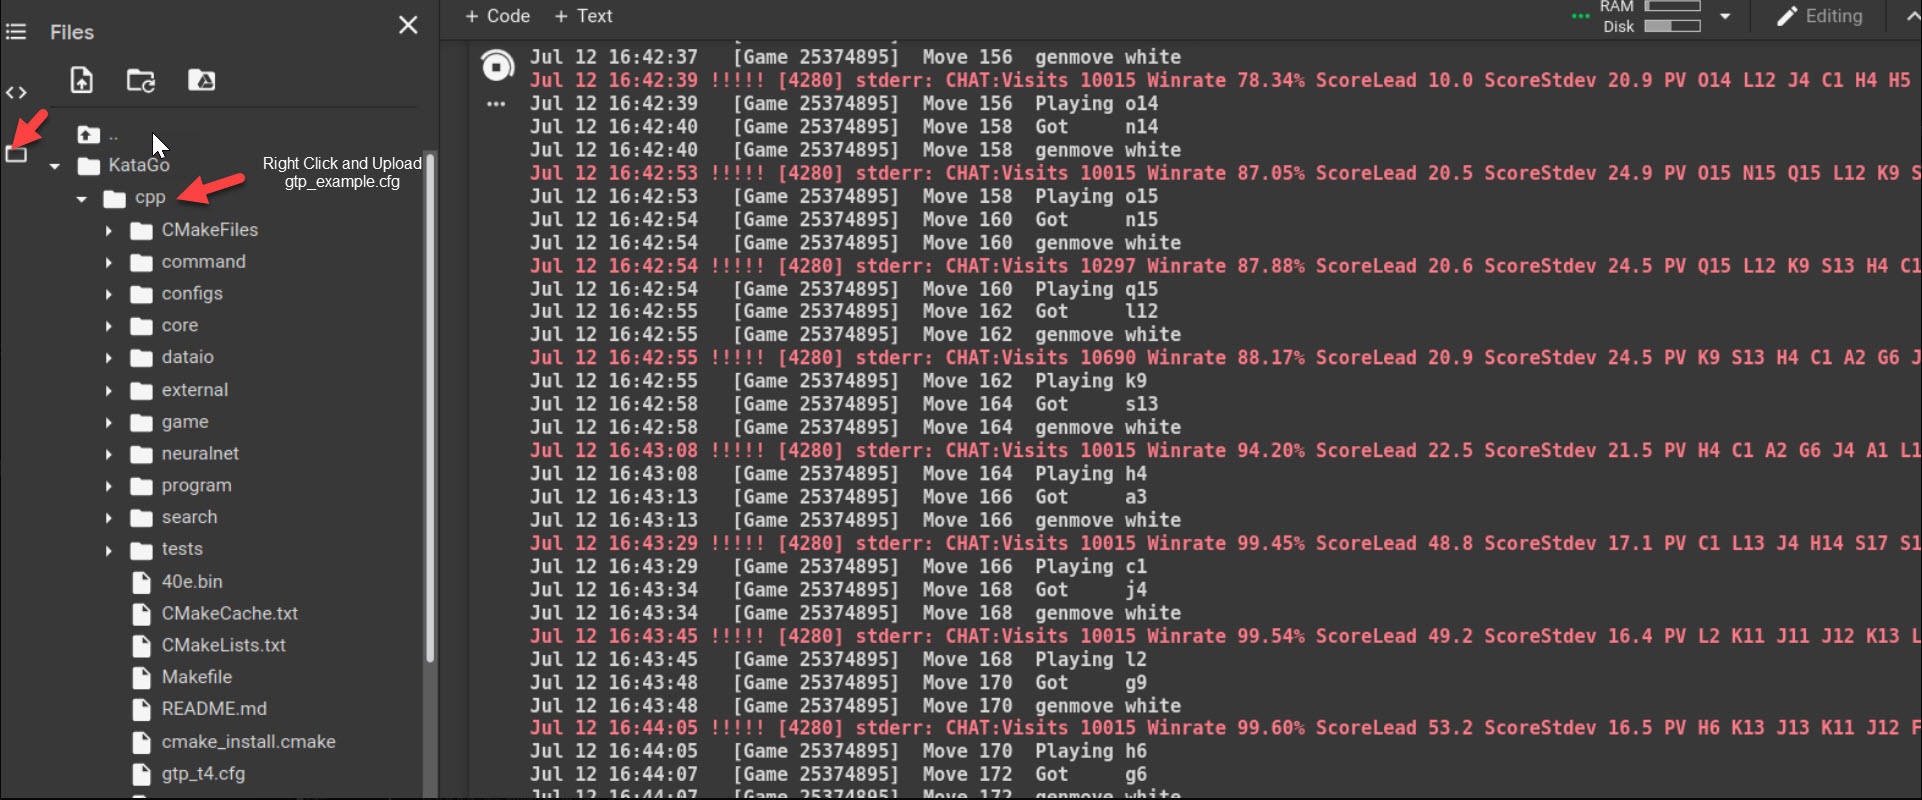 Files
..
KataGo
Right Click and Upload
gtp_example.cfg
cpp
CMakeFiles
command
configs
core
dataio
external
game
neuralnet
program
search
tests
40e.bin
CMakeCache.txt
CMakeLists.txt
Makefile
README.md
cmake_install.cmake
gtp_t4.cfg
+ Code + Text
RAM
Disk
Editing
Jul 12 16:42:37 [Game 25374895] Move 156 genmove white
Jul 12 16:42:39 !!!!! [4280] stderr: CHAT:Visits 10015 Winrate 78.34% ScoreLead 10.0 ScoreStdev 20.9 PV O14 L12 J4 C1 H4 H5
Jul 12 16:42:39 [Game 25374895] Move 156 Playing o14
Jul 12 16:42:40 [Game 25374895] Move 158 Got n14
Jul 12 16:42:40 [Game 25374895] Move 158 genmove white
Jul 12 16:42:53 !!!!! [4280] stderr: CHAT:Visits 10015 Winrate 87.05% ScoreLead 20.5 ScoreStdev 24.9 PV O15 N15 Q15 L12 K9 S
Jul 12 16:42:53 [Game 25374895] Move 158 Playing o15
Jul 12 16:42:54 [Game 25374895] Move 160 Got n15
Jul 12 16:42:54 [Game 25374895] Move 160 genmove white
Jul 12 16:42:54 !!!!! [4280] stderr: CHAT:Visits 10297 Winrate 87.88% ScoreLead 20.6 ScoreStdev 24.5 PV Q15 L12 K9 S13 H4 C1
Jul 12 16:42:54 [Game 25374895] Move 160 Playing q15
Jul 12 16:42:55 [Game 25374895] Move 162 Got l12
Jul 12 16:42:55 [Game 25374895] Move 162 genmove white
Jul 12 16:42:55 !!!!! [4280] stderr: CHAT:Visits 10690 Winrate 88.17% ScoreLead 20.9 ScoreStdev 24.5 PV K9 S13 H4 C1 A2 G6 J
Jul 12 16:42:55 [Game 25374895] Move 162 Playing k9
Jul 12 16:42:58 [Game 25374895] Move 164 Got s13
Jul 12 16:42:58 [Game 25374895] Move 164 genmove white
Jul 12 16:43:08 !!!!! [4280] stderr: CHAT:Visits 10015 Winrate 94.20% ScoreLead 22.5 ScoreStdev 21.5 PV H4 C1 A2 G6 J4 A1 L1
Jul 12 16:43:08 [Game 25374895] Move 164 Playing h4
Jul 12 16:43:13 [Game 25374895] Move 166 Got a3
Jul 12 16:43:13 [Game 25374895] Move 166 genmove white
Jul 12 16:43:29 !!!!! [4280] stderr: CHAT:Visits 10015 Winrate 99.45% ScoreLead 48.8 ScoreStdev 17.1 PV C1 L13 J4 H14 S17 S1
Jul 12 16:43:29 [Game 25374895] Move 166 Playing c1
Jul 12 16:43:34 [Game 25374895] Move 168 Got j4
Jul 12 16:43:34 [Game 25374895] Move 168 genmove white
Jul 12 16:43:45 !!!!! [4280] stderr: CHAT:Visits 10015 Winrate 99.54% ScoreLead 49.2 ScoreStdev 16.4 PV L2 K11 J11 J12 K13 L
Jul 12 16:43:45 [Game 25374895] Move 168 Playing l2
Jul 12 16:43:48 [Game 25374895] Move 170 Got g9
Jul 12 16:43:48 [Game 25374895] Move 170 genmove white
Jul 12 16:44:05 !!!!! [4280] stderr: CHAT:Visits 10015 Winrate 99.60% ScoreLead 53.2 ScoreStdev 16.5 PV H6 K13 J13 K11 J12 F
Jul 12 16:44:05 [Game 25374895] Move 170 Playing h6
Jul 12 16:44:07 [Game 25374895] Move 172 Got g6
Jul 12 16:44:07 [Game 25374895] Move 172 genmove white